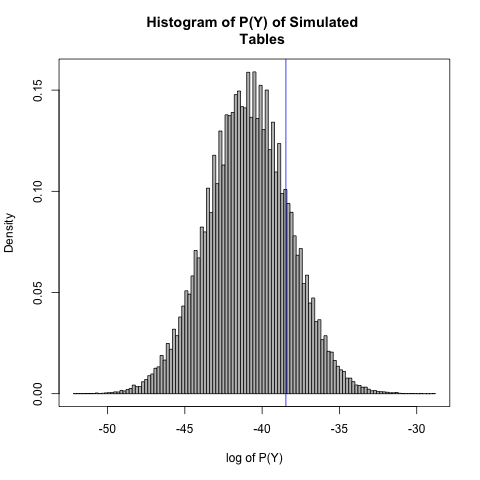 Histogram of P(Y) of Simulated
Tables
Density
0.15
0.10
0.05
0.00
-50 -45 -40 -35 -30
log of P(Y)